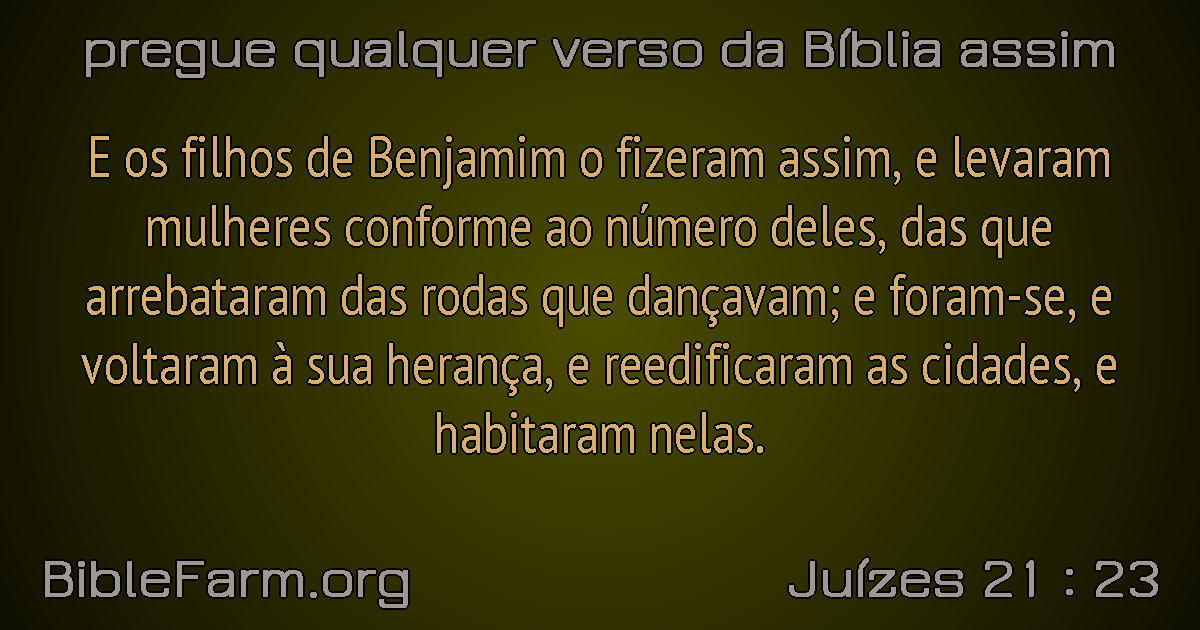 pregue qualquer verso da Bíblia assim
E os filhos de Benjamim o fizeram assim, e levaram
mulheres conforme ao número deles, das que
arrebataram das rodas que dançavam; e foram-se, e
voltaram à sua herança, e reedificaram as cidades, e
habitaram nelas.
BibleFarm.org
Juízes 21 : 23